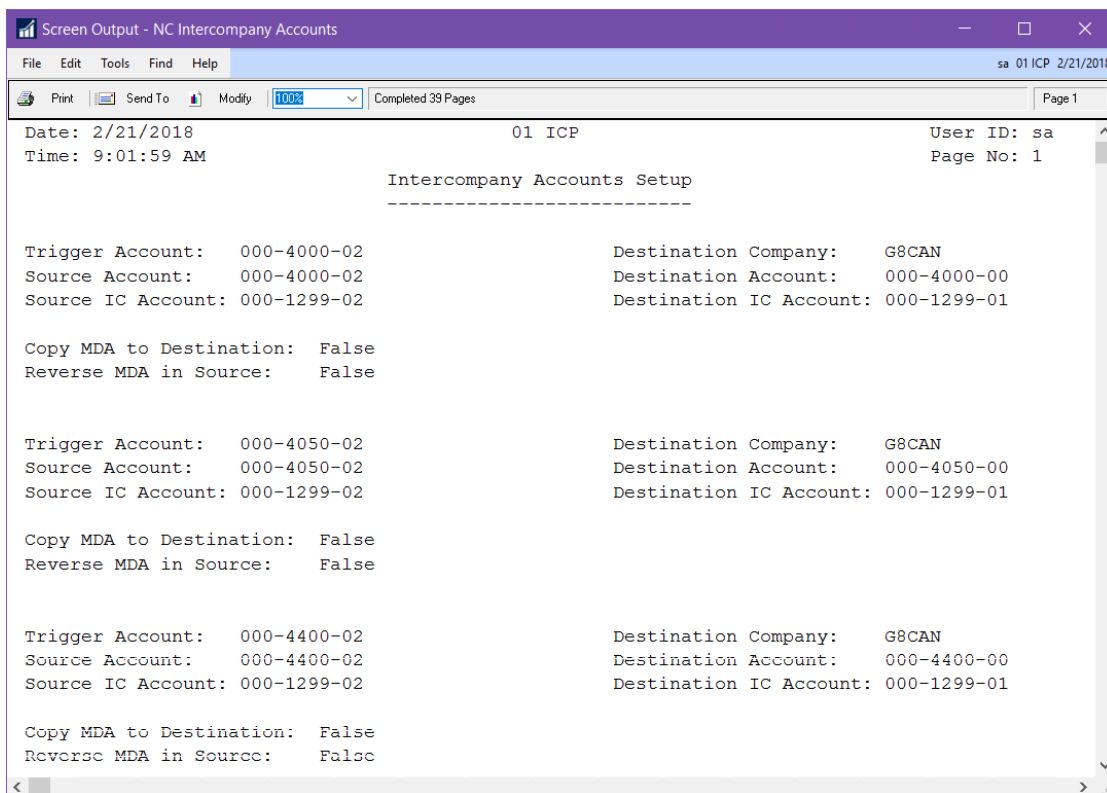 Screen Output - NC Intercompany Accounts
File Edit Tools Find Help sa 01 ICP 2/21/2018
Print Send To Modify 100% Completed 39 Pages Page 1
Date: 2/21/2018 01 ICP User ID: sa
Time: 9:01:59 AM Page No: 1
Intercompany Accounts Setup
---------------------------
Trigger Account: 000-4000-02 Destination Company: G8CAN
Source Account: 000-4000-02 Destination Account: 000-4000-00
Source IC Account: 000-1299-02 Destination IC Account: 000-1299-01
Copy MDA to Destination: False
Reverse MDA in Source: False
Trigger Account: 000-4050-02 Destination Company: G8CAN
Source Account: 000-4050-02 Destination Account: 000-4050-00
Source IC Account: 000-1299-02 Destination IC Account: 000-1299-01
Copy MDA to Destination: False
Reverse MDA in Source: False
Trigger Account: 000-4400-02 Destination Company: G8CAN
Source Account: 000-4400-02 Destination Account: 000-4400-00
Source IC Account: 000-1299-02 Destination IC Account: 000-1299-01
Copy MDA to Destination: False
Reverse MDA in Source: False